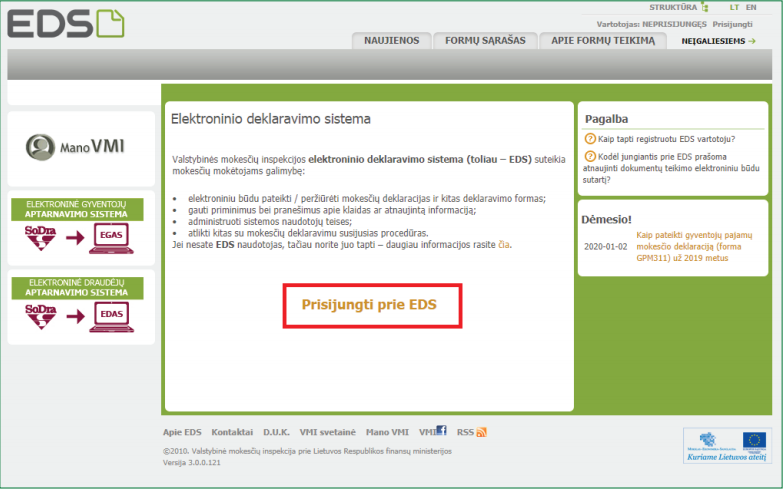 EDS
STRUKTŪRA LT EN
Vartotojas: NEPRISIJUNGĘS Prisijungti
NAUJIENOS FORMŲ SĄRAŠAS APIE FORMŲ TEIKIMĄ NEĮGALIESIEMS →
Mano VMI
ELEKTRONINĖ GYVENTOJŲ
APTARNAVIMO SISTEMA
SoDra EGAS
ELEKTRONINĖ DRAUDĖJŲ
APTARNAVIMO SISTEMA
SoDra EDAS
Elektroninio deklaravimo sistema
Valstybinės mokesčių inspekcijos elektroninio deklaravimo sistema (toliau – EDS) suteikia
mokesčių mokėtojams galimybę:
• elektroniniu būdu pateikti / peržiūrėti mokesčių deklaracijas ir kitas deklaravimo formas;
• gauti priminimus bei pranešimus apie klaidas ar atnaujintą informaciją;
• administruoti sistemos naudotojų teises;
• atlikti kitas su mokesčių deklaravimu susijusias procedūras.
Jei nesate EDS naudotojas, tačiau norite juo tapti – daugiau informacijos rasite čia.
Prisijungti prie EDS
Pagalba
? Kaip tapti registruotu EDS vartotoju?
? Kodėl jungiantis prie EDS prašoma
atnaujinti dokumentų teikimo elektroniniu būdu
sutartį?
Dėmesio!
2020-01-02 Kaip pateikti gyventojų pajamų
mokesčio deklaraciją (forma
GPM311) už 2019 metus
Apie EDS Kontaktai D.U.K. VMI svetainė Mano VMI VMI RSS
©2010. Valstybinė mokesčių inspekcija prie Lietuvos Respublikos finansų ministerijos
Versija 3.0.0.121
Kuriame Lietuvos ateitį